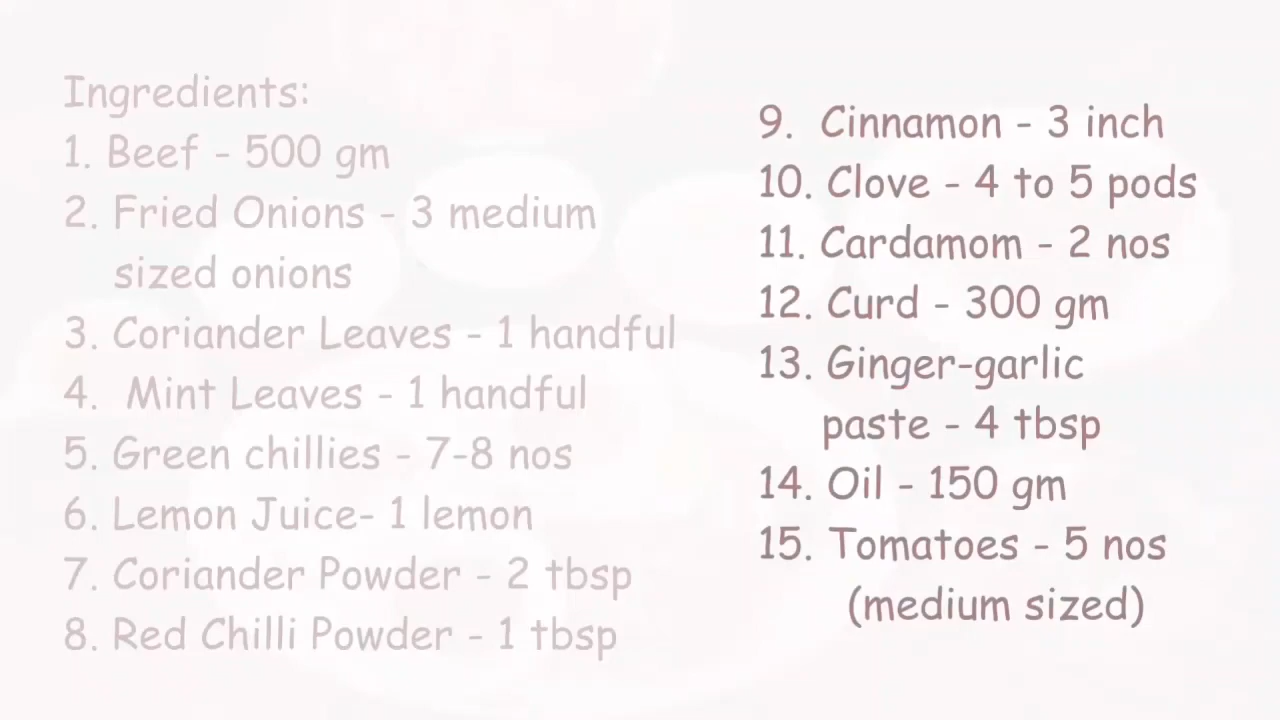 Ingredients:
1. Beef - 500 gm
2. Fried Onions - 3 medium
sized onions
3. Coriander Leaves - 1 handful
4. Mint Leaves - 1 handful
5. Green chillies - 7-8 nos
6. Lemon Juice- 1 lemon
7. Coriander Powder - 2 tbsp
8. Red Chilli Powder - 1 tbsp
9. Cinnamon - 3 inch
10. Clove - 4 to 5 pods
11. Cardamom - 2 nos
12. Curd - 300 gm
13. Ginger-garlic
paste - 4 tbsp
14. Oil - 150 gm
15. Tomatoes - 5 nos
(medium sized)